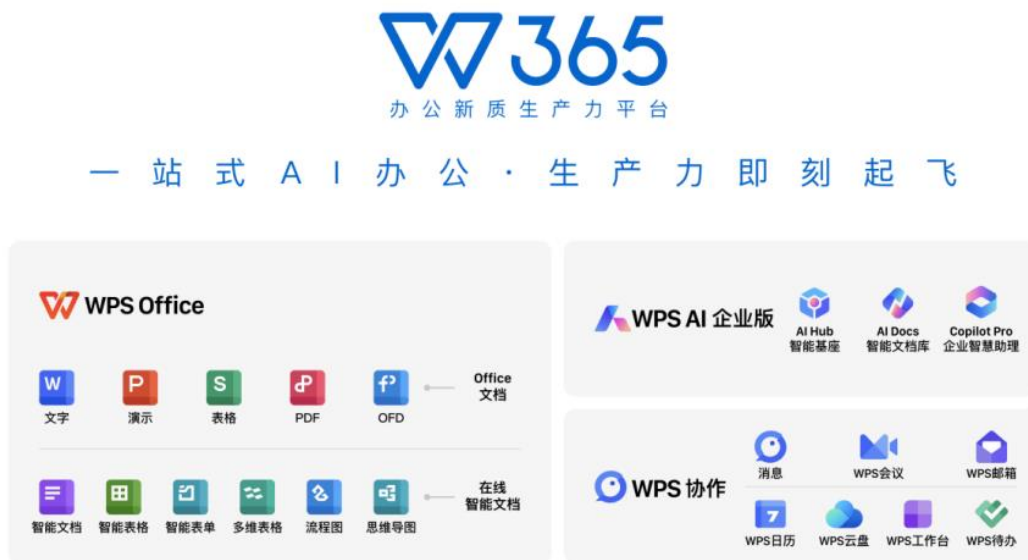 W365
办公新质生产力平台
一站式AI办公·生产力即刻起飞
WPS Office
W P S P f
文字 演示 表格 PDF OFD
Office
文档
智能文档 智能表格 智能表单 多维表格 流程图 思维导图
在线
智能文档
WPS AI 企业版
AI Hub
智能基座
AI Docs
智能文档库
Copilot Pro
企业智慧助理
WPS 协作
消息 WPS会议 WPS邮箱
7
WPS日历 WPS云盘 WPS工作台 WPS待办